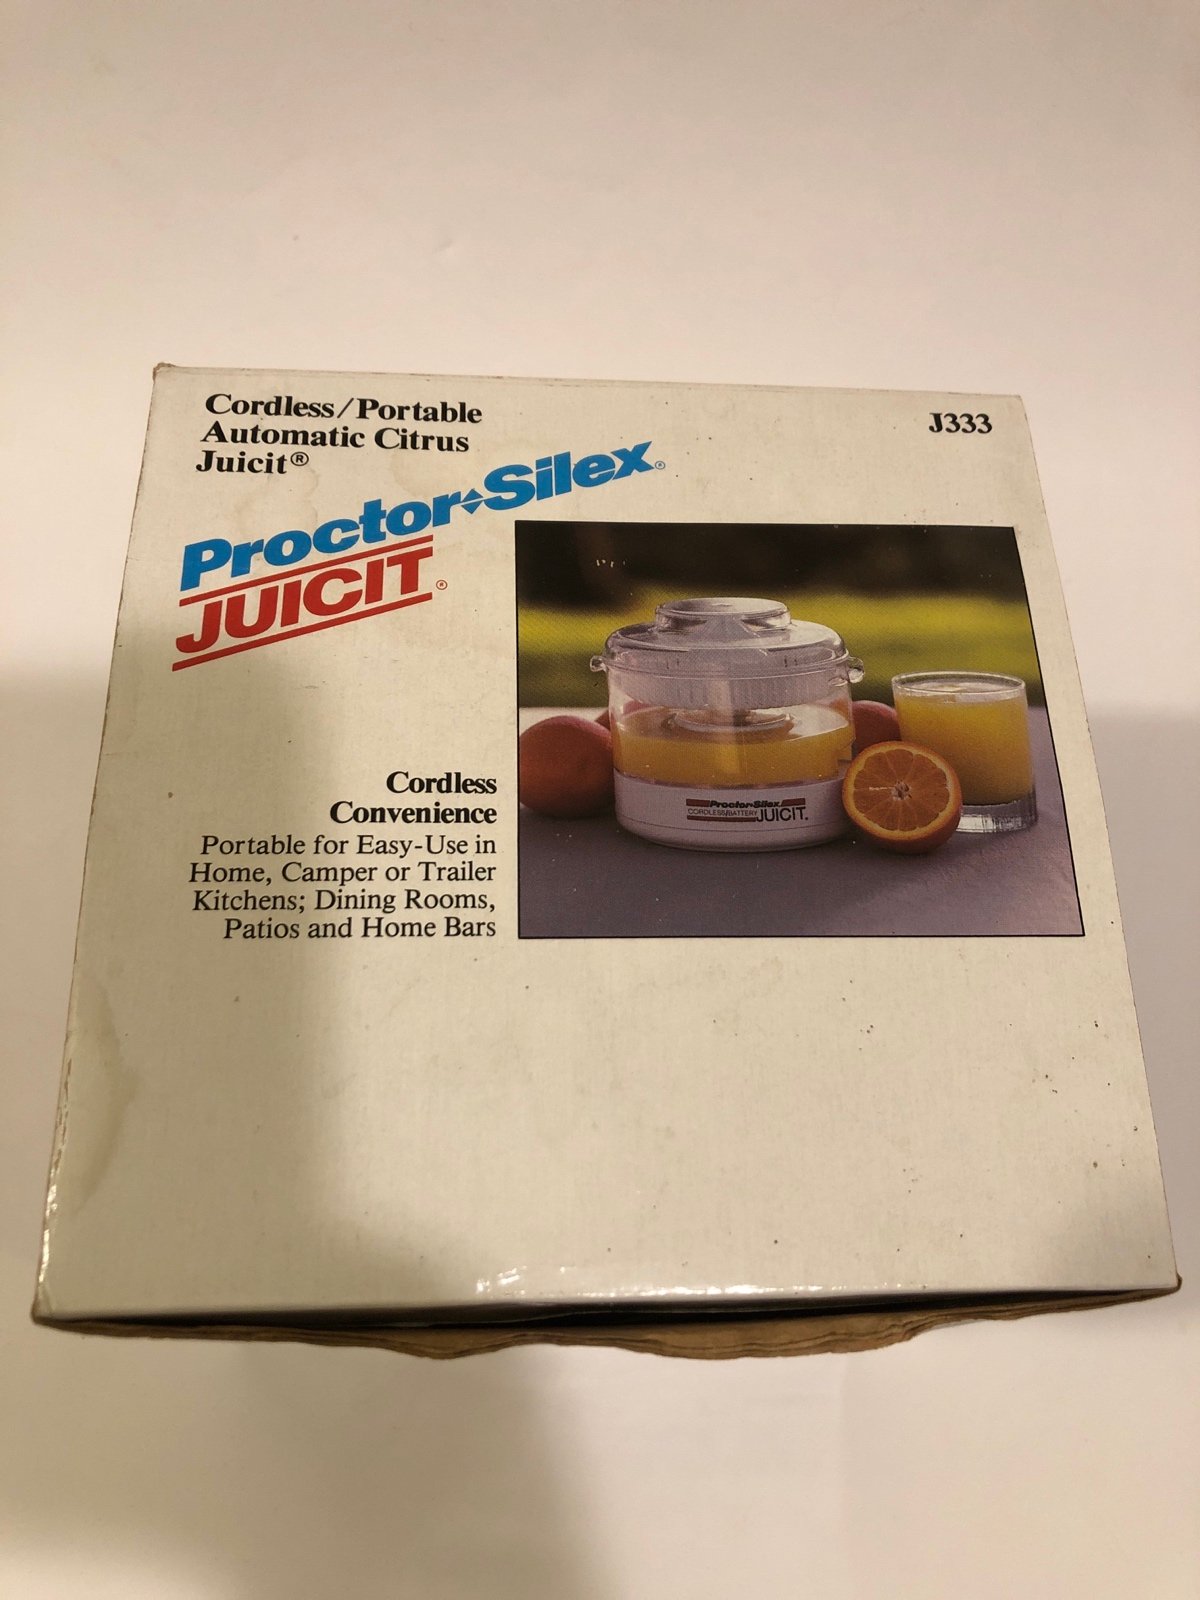 Cordless/Portable
Automatic Citrus
Juicit®
J333
Proctor-Silex®
JUICIT®
Cordless
Convenience
Portable for Easy-Use in
Home, Camper or Trailer
Kitchens; Dining Rooms,
Patios and Home Bars
Proctor-Silex
CORDLESS/BATTERY JUICIT.